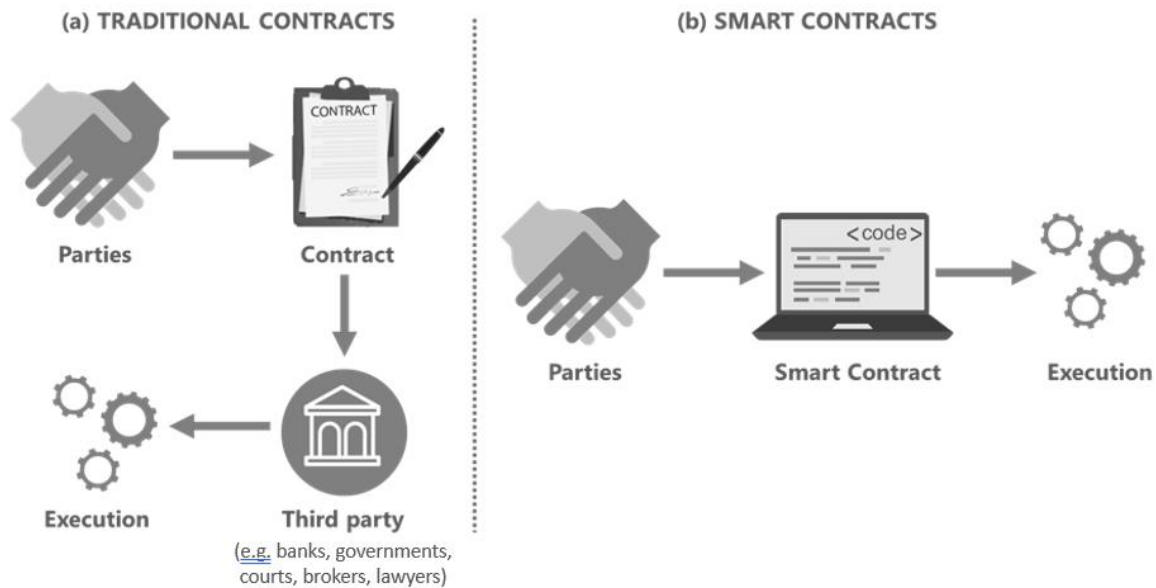 (a) TRADITIONAL CONTRACTS
CONTRACT
Parties
Contract
Execution
Third party
(e.g. banks, governments,
courts, brokers, lawyers)
(b) SMART CONTRACTS
<code>
Parties
Smart Contract
Execution